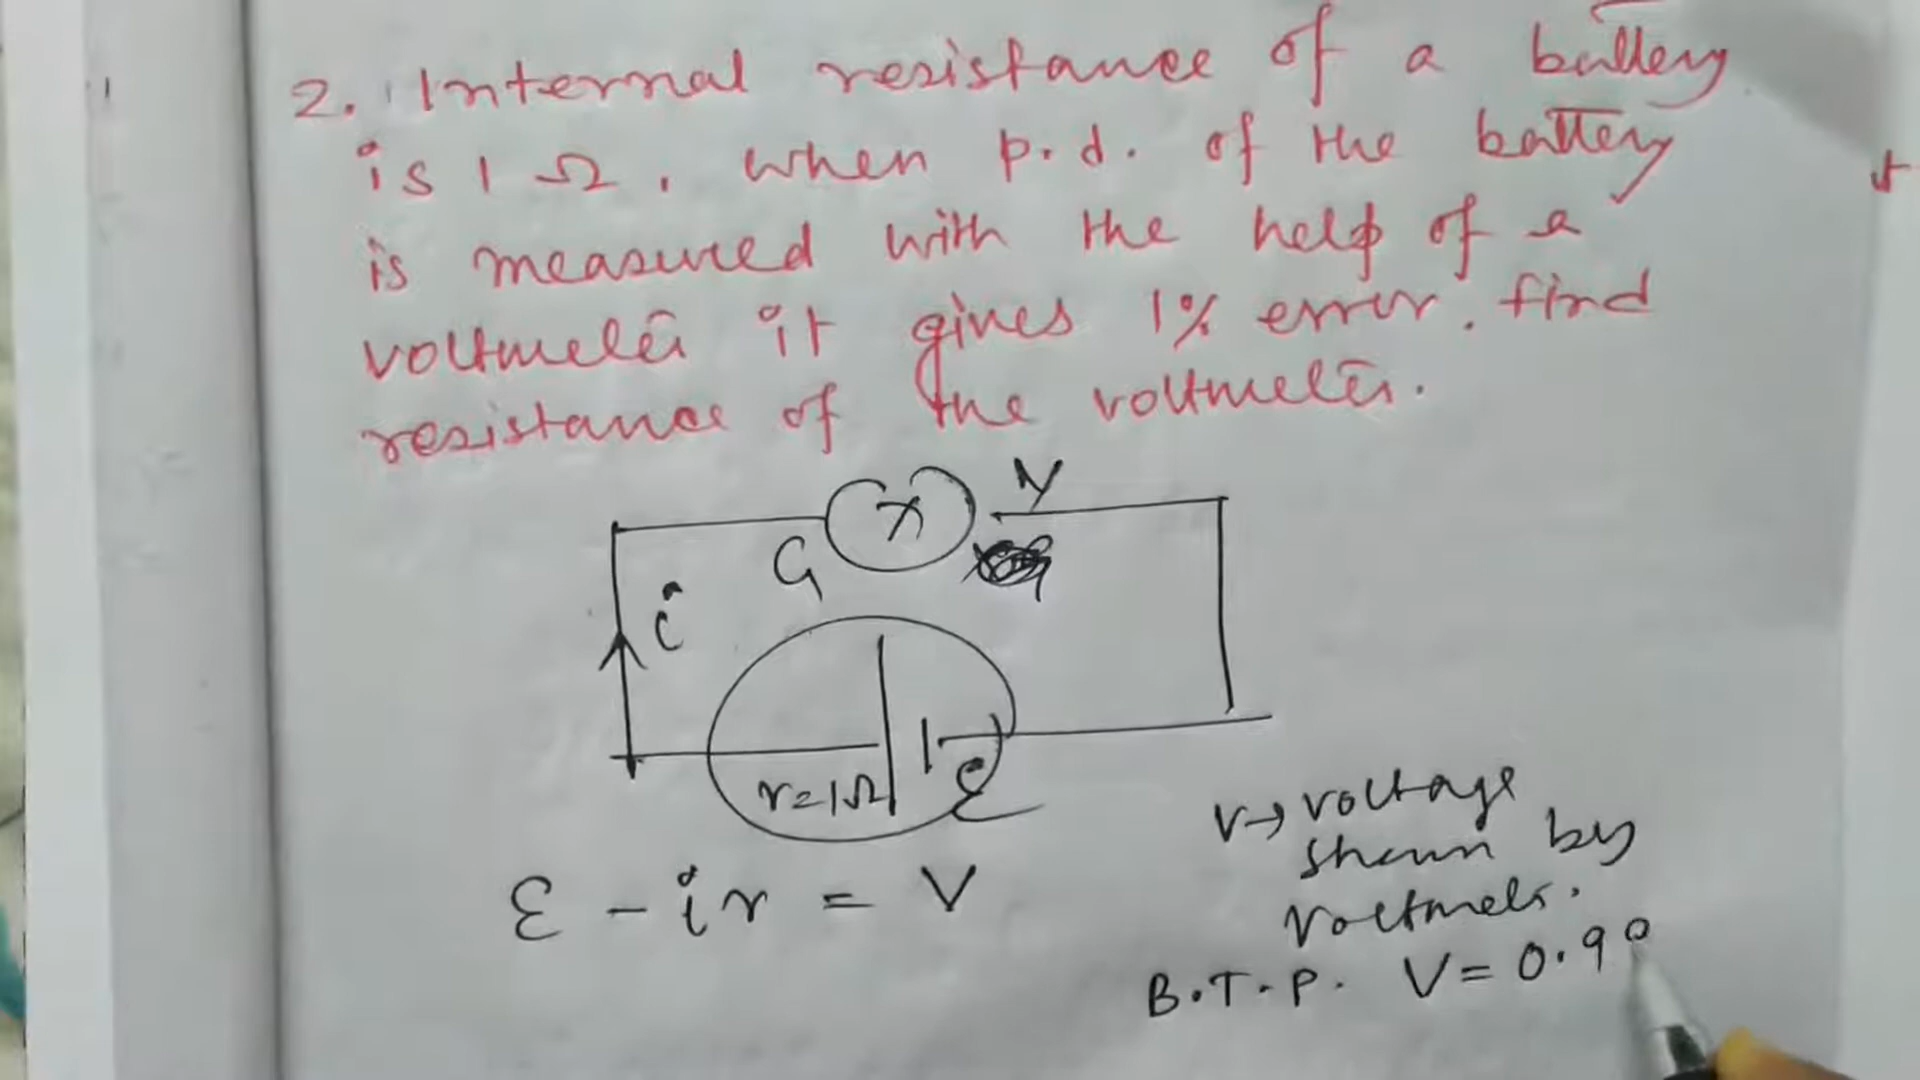 2. Internal resistance of a battery
is 1 Ω. When p.d. of the battery
is measured with the help of a
voltmeter it gives 1% error. find
resistance of the voltmeter.
G
i
r=1Ω
ε
ε - ir = V
V→ voltage
shown by
voltmeter.
B.T.P. V = 0.9